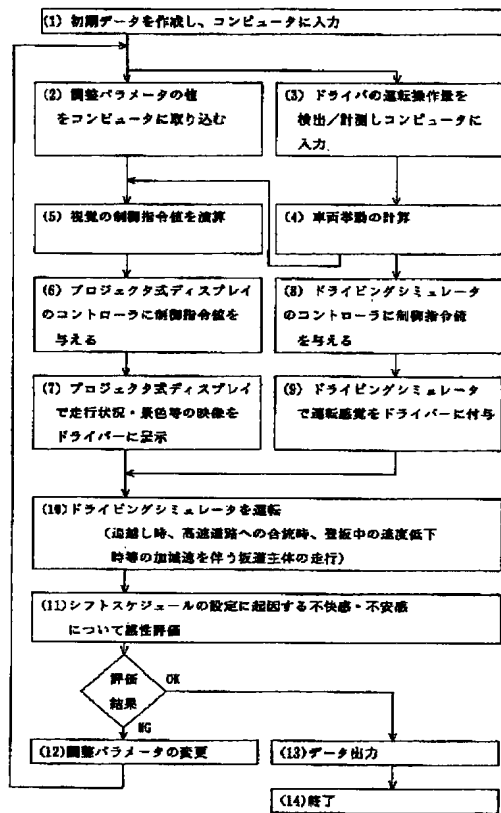 (1) 初期データを作成し、コンピュータに入力
(2) 調整パラメータの値
をコンピュータに取り込む
(3) ドライバの運転操作量を
検出/計測しコンピュータに
入力
(5) 視覚の制御指令値を演算
(4) 車両挙動の計算
(6) プロジェクタ式ディスプレイ
のコントローラに制御指令値を
与える
(8) ドライビングシミュレータ
のコントローラに制御指令値
を与える
(7) プロジェクタ式ディスプレイ
で走行状況・景色等の映像を
ドライバーに呈示
(9) ドライビングシミュレータ
で運転感覚をドライバーに付与
(10)ドライビングシミュレータを運転
(追越し時、高速道路への合流時、登坂中の速度低下
時等の加減速を伴う坂道主体の走行)
(11)シフトスケジュールの設定に起因する不快感・不安感
について感性評価
評価
結果
OK
NG
(12)調整パラメータの変更
(13)データ出力
(14)終了